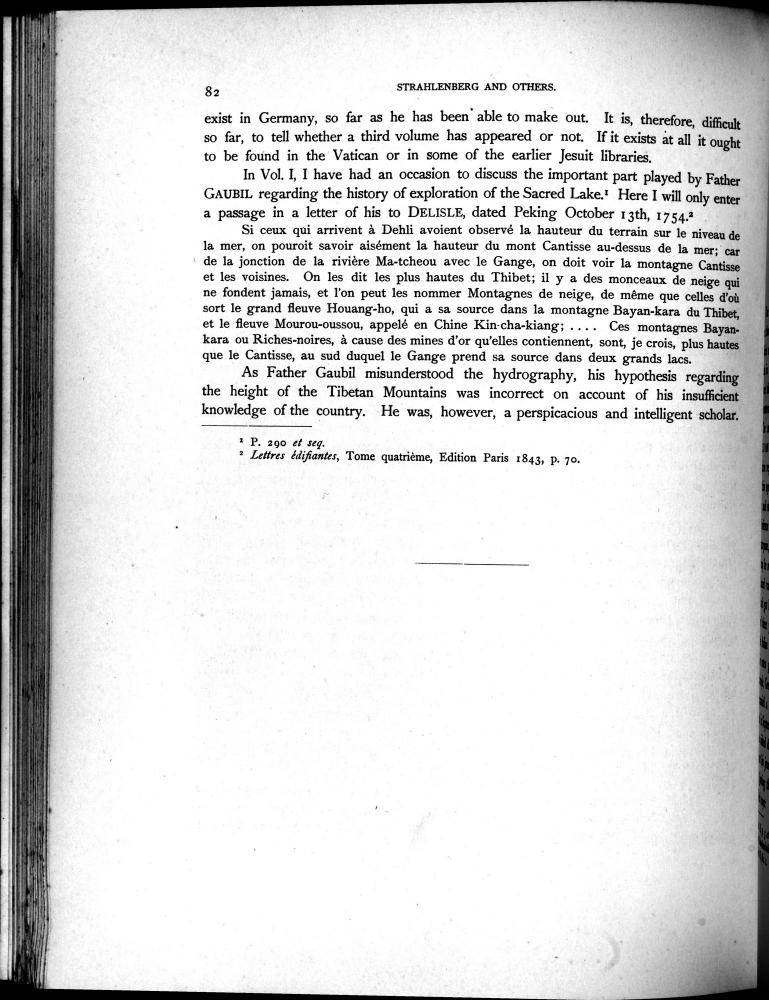 82
STRAHLENBERG AND OTHERS.
exist in Germany, so far as he has been able to make out. It is, therefore, difficult
so far, to tell whether a third volume has appeared or not. If it exists at all it ought
to be found in the Vatican or in some of the earlier Jesuit libraries.
In Vol. I, I have had an occasion to discuss the important part played by Father
GAUBIL regarding the history of exploration of the Sacred Lake.¹ Here I will only enter
a passage in a letter of his to DELISLE, dated Peking October 13th, 1754.²
Si ceux qui arrivent à Dehli avoient observé la hauteur du terrain sur le niveau de
la mer, on pouroit savoir aisément la hauteur du mont Cantisse au-dessus de la mer; car
de la jonction de la rivière Ma-tcheou avec le Gange, on doit voir la montagne Cantisse
et les voisines. On les dit les plus hautes du Thibet; il y a des monceaux de neige qui
ne fondent jamais, et l'on peut les nommer Montagnes de neige, de même que celles d'où
sort le grand fleuve Houang-ho, qui a sa source dans la montagne Bayan-kara du Thibet,
et le fleuve Mourou-oussou, appelé en Chine Kin-cha-kiang; .... Ces montagnes Bayan-
kara ou Riches-noires, à cause des mines d'or qu'elles contiennent, sont, je crois, plus hautes
que le Cantisse, au sud duquel le Gange prend sa source dans deux grands lacs.
As Father Gaubil misunderstood the hydrography, his hypothesis regarding
the height of the Tibetan Mountains was incorrect on account of his insufficient
knowledge of the country. He was, however, a perspicacious and intelligent scholar.
¹ P. 290 et seq.
² Lettres édifiantes, Tome quatrième, Edition Paris 1843, p. 70.